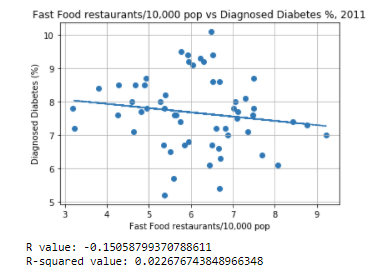 Fast Food restaurants/10,000 pop vs Diagnosed Diabetes %, 2011
10
9
8
7
6
5
Diagnosed Diabetes (%)
3 4 5 6 7 8 9
Fast Food restaurants/10,000 pop
R value: -0.15058799370788611
R-squared value: 0.022676743848966348